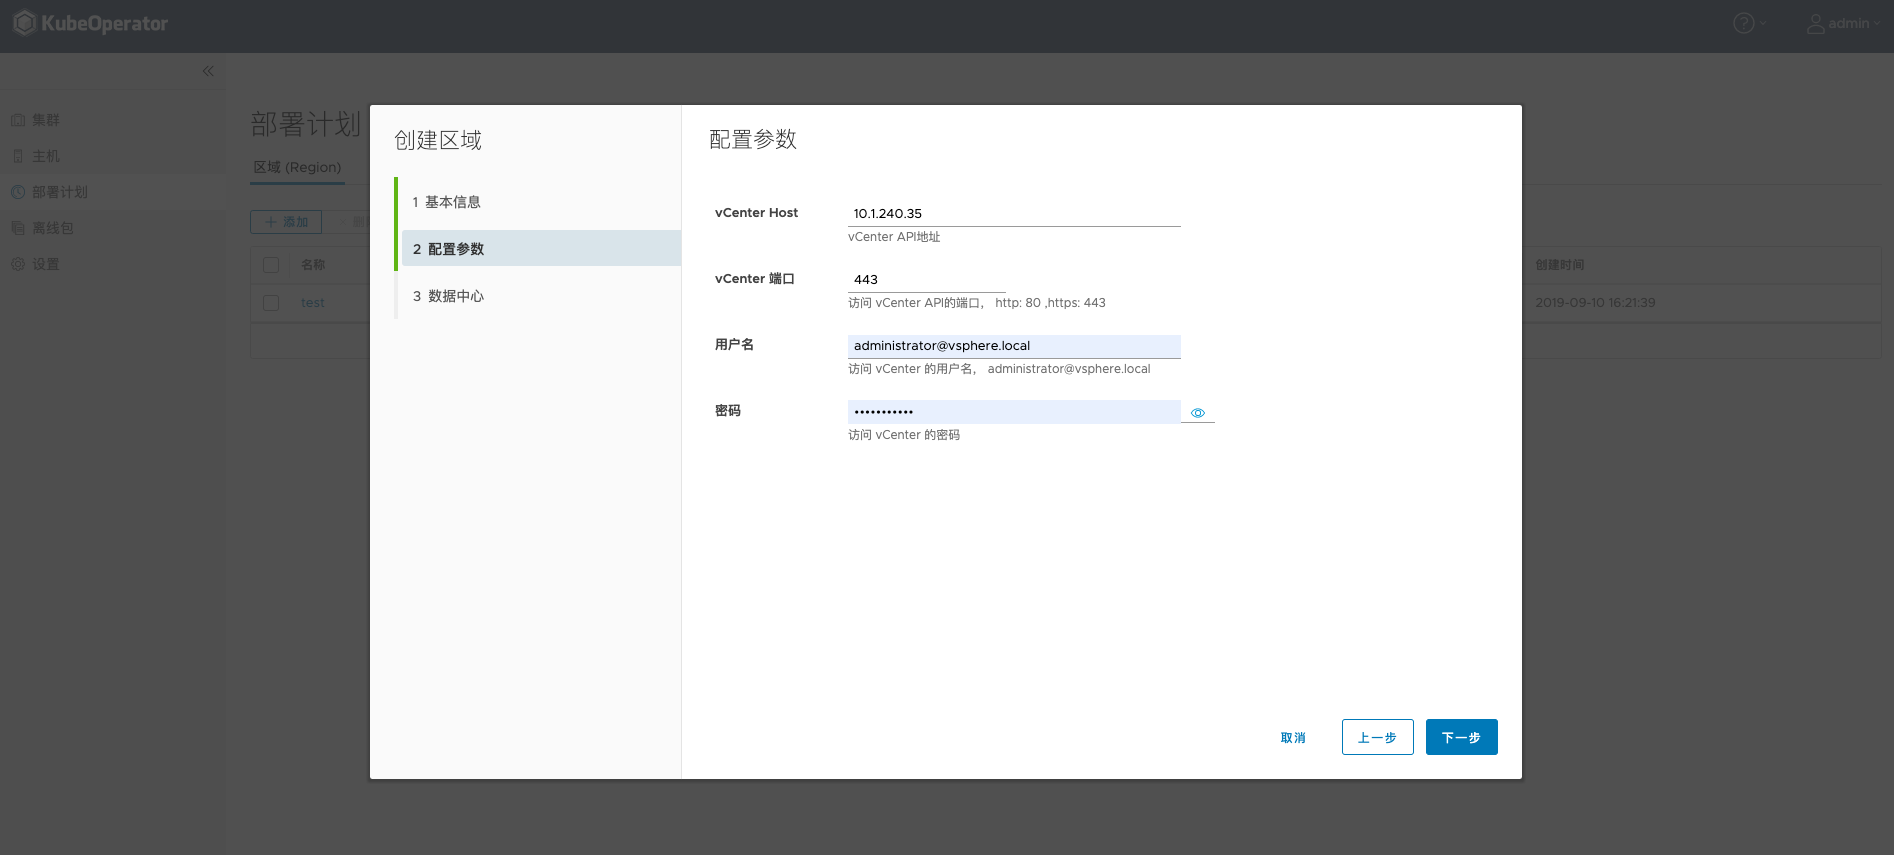 KubeOperator
admin
集群
主机
部署计划
离线包
设置
部署计划
区域 (Region)
添加
名称
创建时间
test
2019-09-10 16:21:39
创建区域
1 基本信息
2 配置参数
3 数据中心
配置参数
vCenter Host
10.1.240.35
vCenter API地址
vCenter 端口
443
访问 vCenter API的端口， http: 80 ,https: 443
用户名
administrator@vsphere.local
访问 vCenter 的用户名， administrator@vsphere.local
密码
•••••••••••
访问 vCenter 的密码
取消
上一步
下一步